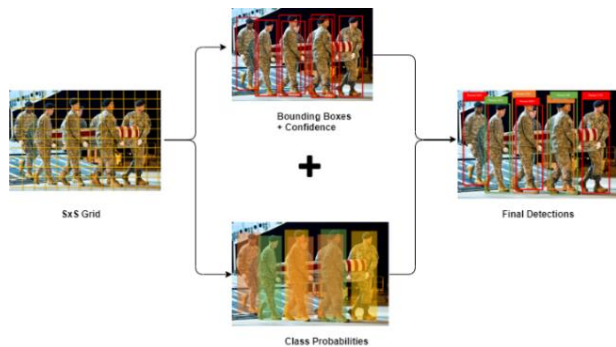 Bounding Boxes
+ Confidence
SxS Grid
Final Detections
Class Probabilities